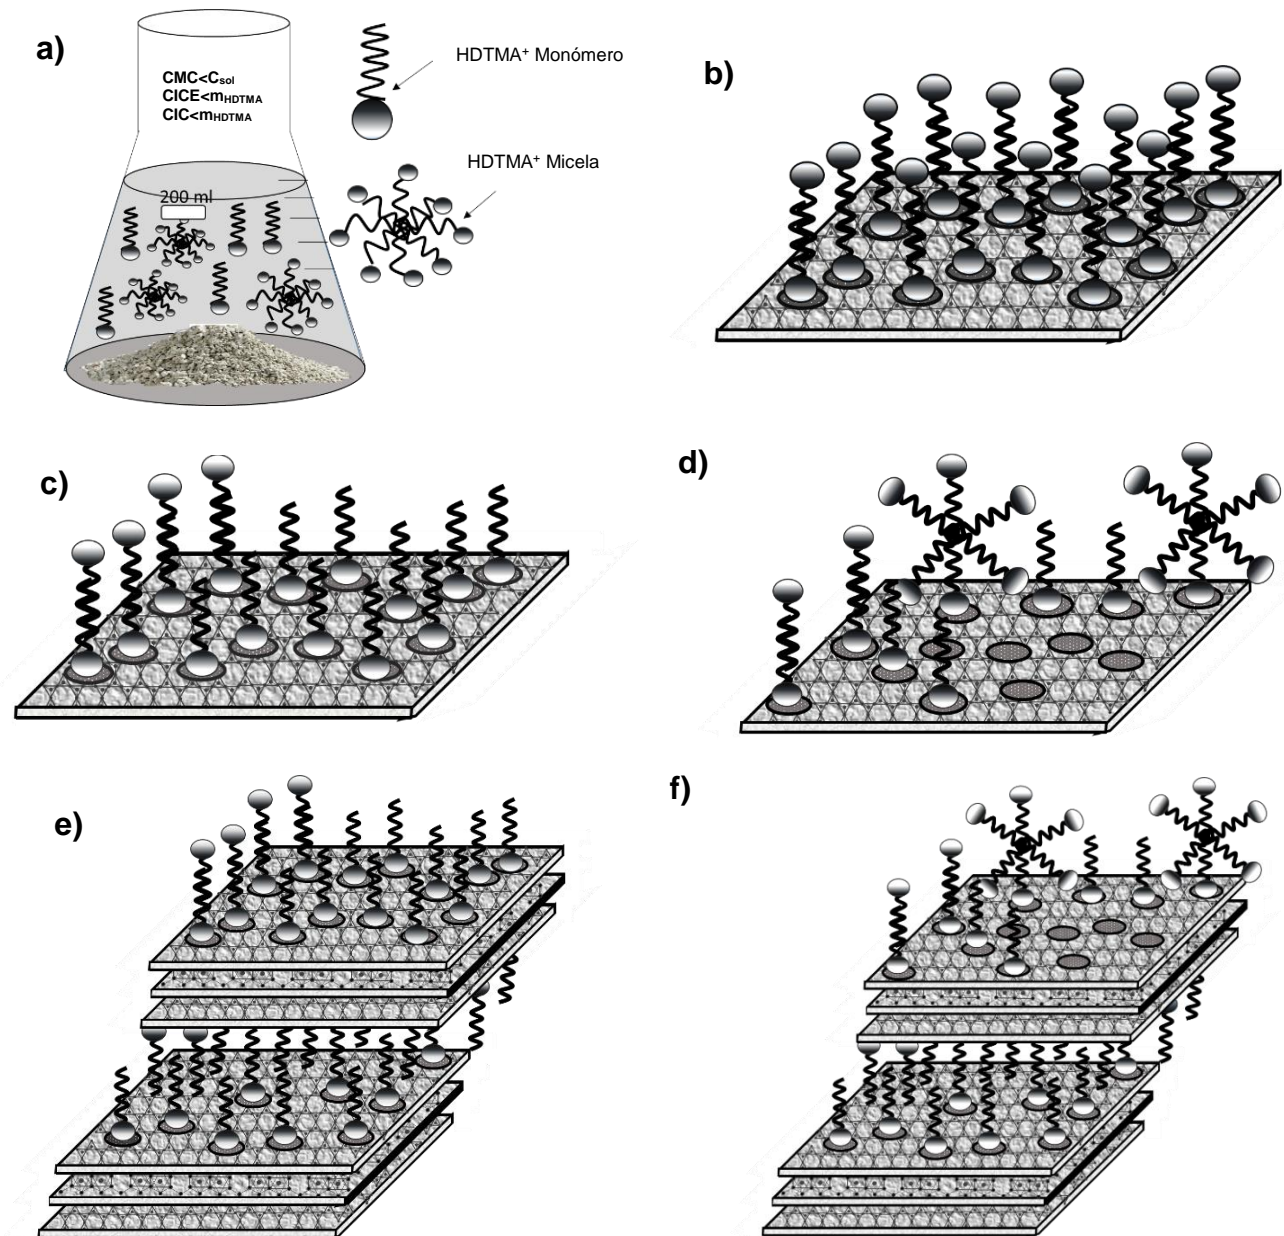 a)
CMC<Csol
CICE<mHDTMA
CIC<mHDTMA
200 ml
HDTMA+ Monómero
HDTMA+ Micela
b)
c)
d)
e)
f)